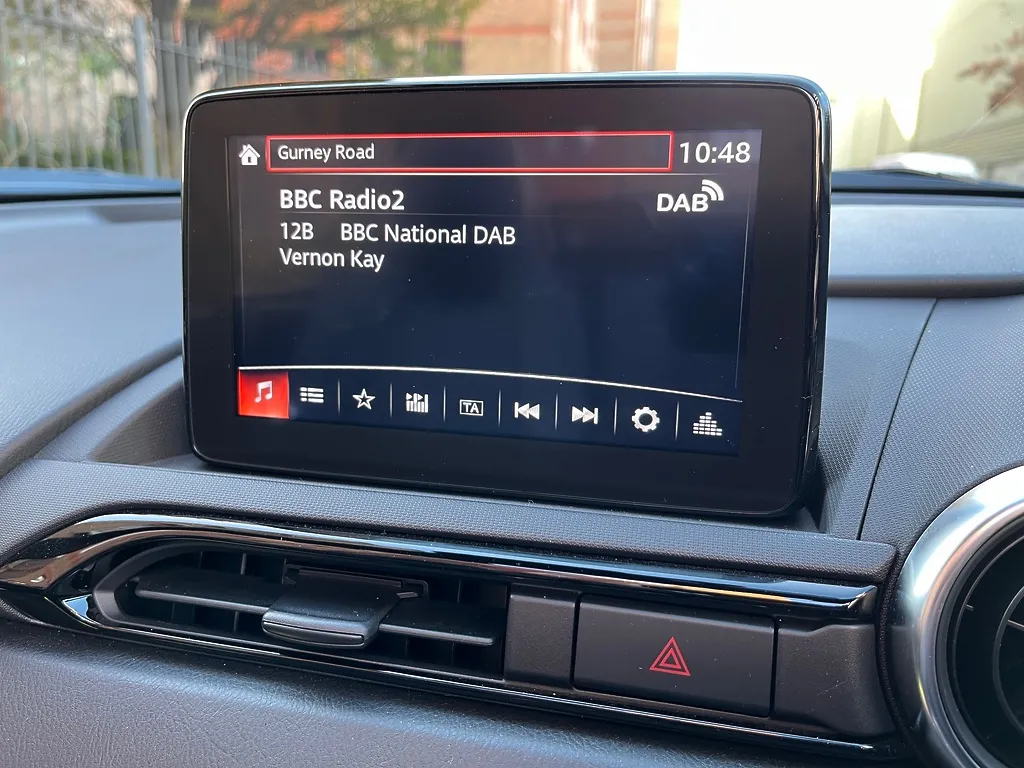 Gurney Road 10:48
BBC Radio2 DAB
12B BBC National DAB
Vernon Kay
TA